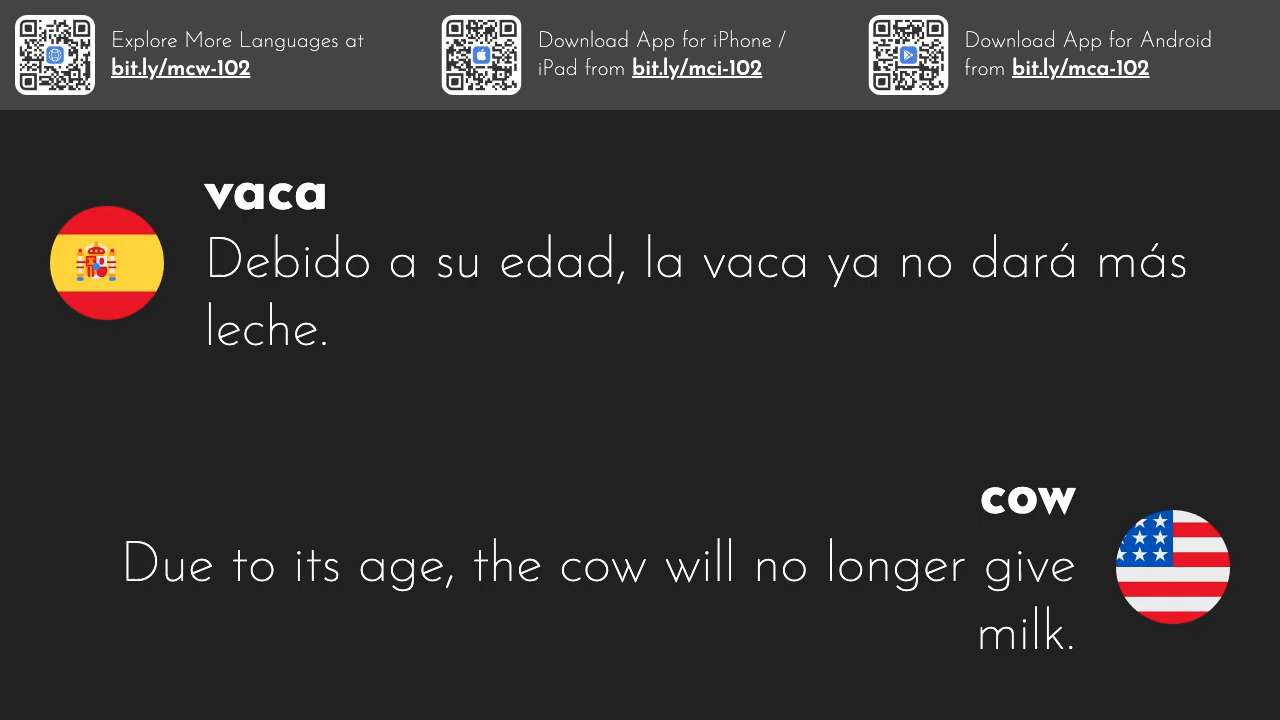 Explore More Languages at
bit.ly/mcw-102
Download App for iPhone /
iPad from bit.ly/mci-102
Download App for Android
from bit.ly/mca-102
vaca
Debido a su edad, la vaca ya no dará más
leche.
cow
Due to its age, the cow will no longer give
milk.